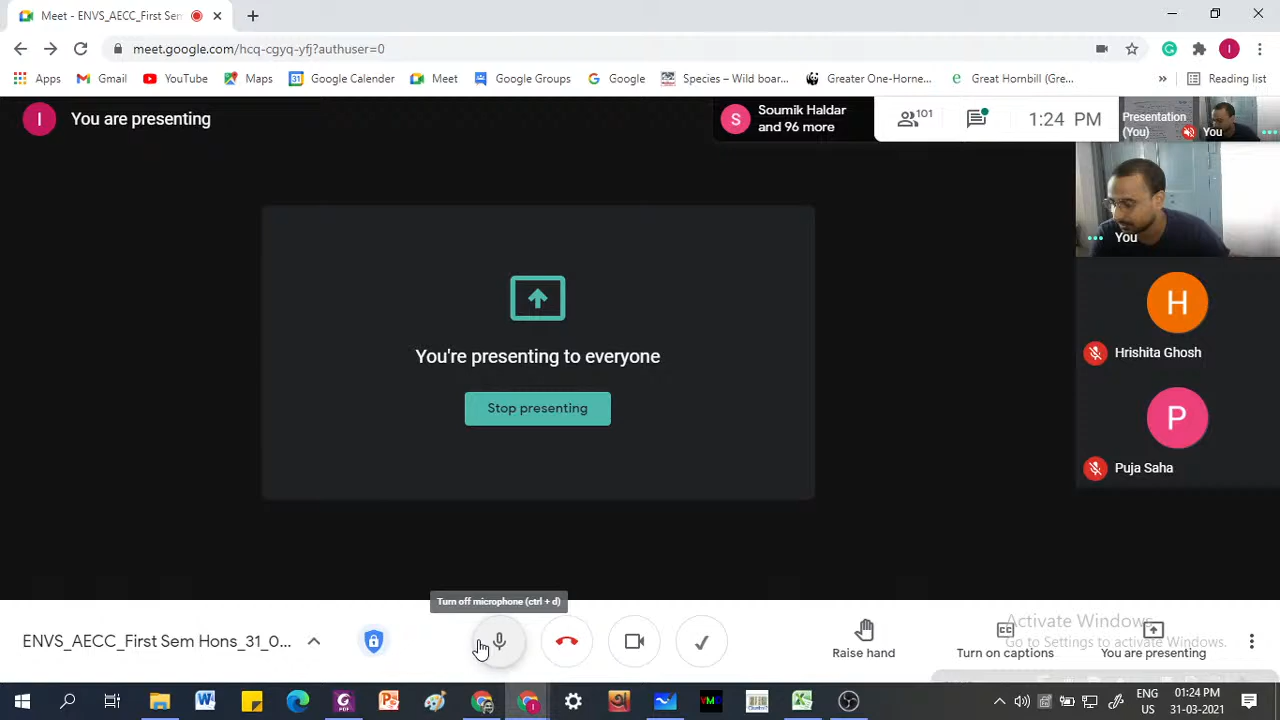 Meet - ENVS_AECC_First Sem
meet.google.com/hcq-cgyq-yfj?authuser=0
I
Apps
Gmail
YouTube
Maps
31
Google Calendar
Meet
Google Groups
G
Google
Species – Wild boar...
Greater One-Horne...
e
Great Hornbill (Gre...
»
Reading list
I
You are presenting
S
Soumik Haldar
and 96 more
101
1:24 PM
Presentation
(You)
You
You
H
Hrishita Ghosh
P
Puja Saha
You're presenting to everyone
Stop presenting
Turn off microphone (ctrl + d)
ENVS_AECC_First Sem Hons_31_0...
Raise hand
Turn on captions
You are presenting
Activate Windows
Go to Settings to activate Windows.
ENG
US
01:24 PM
31-03-2021